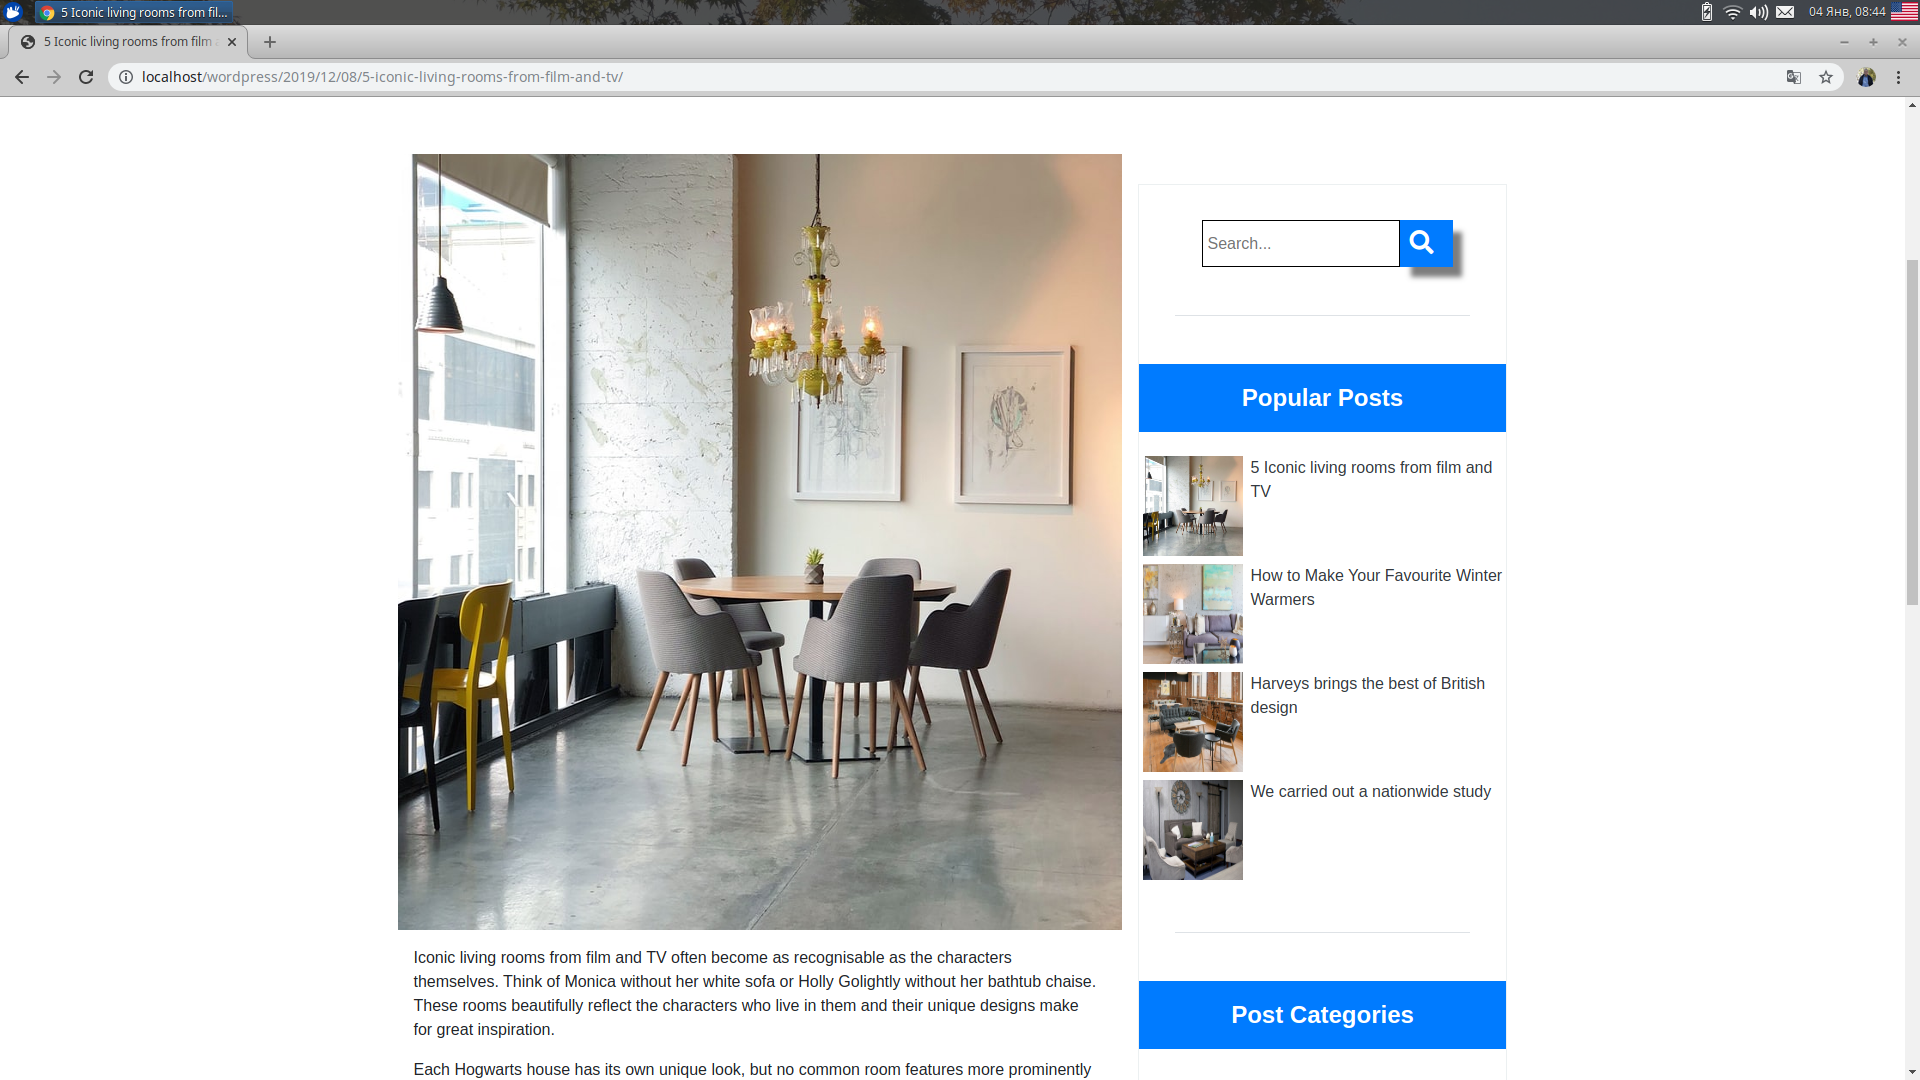 5 Iconic living rooms from fil...
04 Янв, 08:44
5 Iconic living rooms from film
localhost/wordpress/2019/12/08/5-iconic-living-rooms-from-film-and-tv/
Search...
Popular Posts
5 Iconic living rooms from film and
TV
How to Make Your Favourite Winter
Warmers
Harveys brings the best of British
design
We carried out a nationwide study
Post Categories
Iconic living rooms from film and TV often become as recognisable as the characters
themselves. Think of Monica without her white sofa or Holly Golightly without her bathtub chaise.
These rooms beautifully reflect the characters who live in them and their unique designs make
for great inspiration.
Each Hogwarts house has its own unique look, but no common room features more prominently